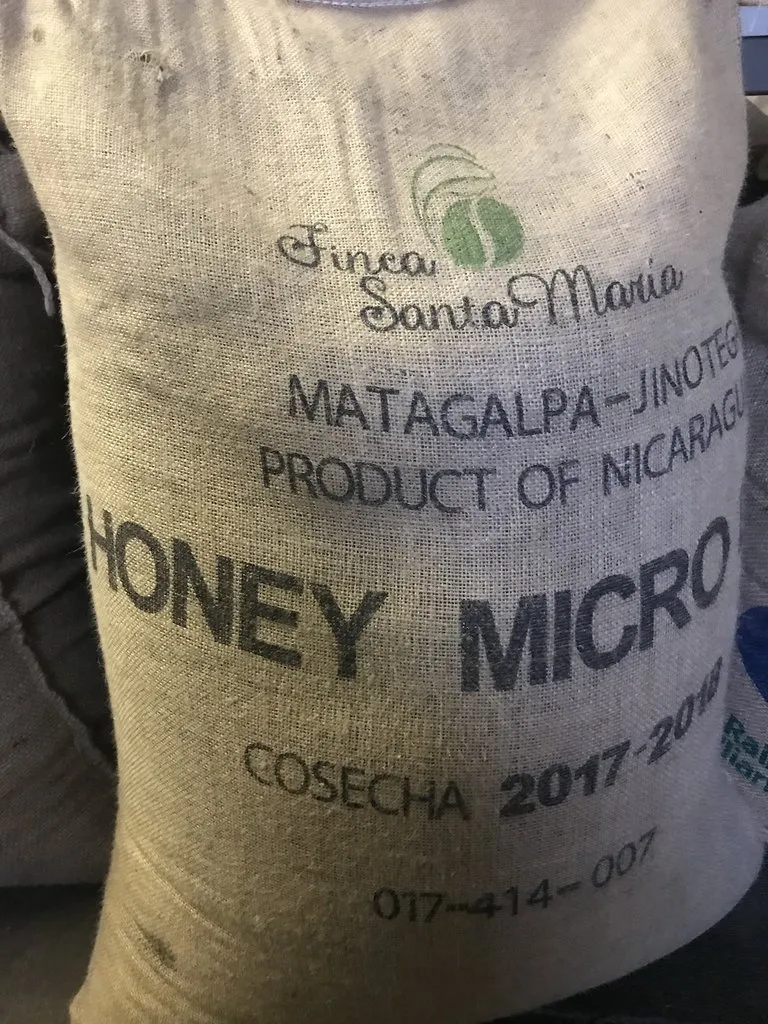 Finca
Santa Maria
MATAGALPA-JINOTEG
PRODUCT OF NICARAGU
HONEY MICRO
COSECHA 2017-2018
017-414-007